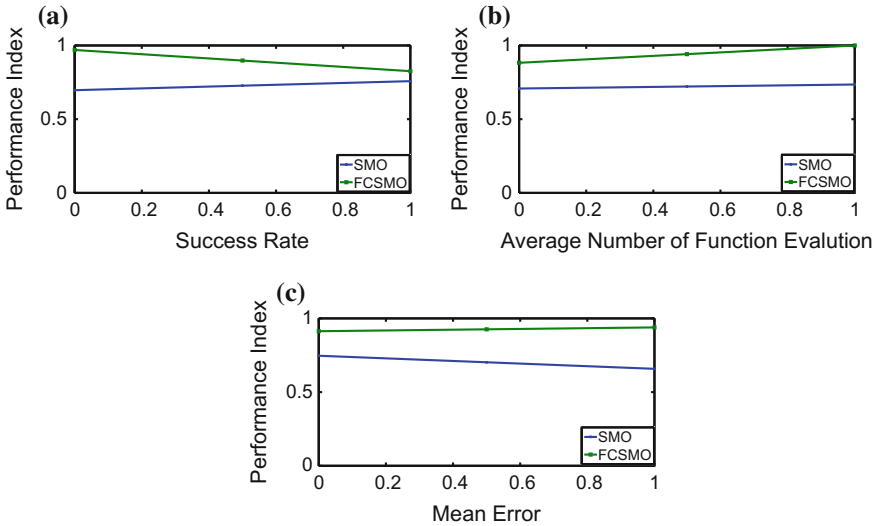 (a)
Performance Index
1
0.5
0
0 0.2 0.4 0.6 0.8 1
SMO
FCSMO
Success Rate
(b)
Performance Index
1
0.5
0
0 0.2 0.4 0.6 0.8 1
SMO
FCSMO
Average Number of Function Evalution
(c)
Performance Index
1
0.5
0
0 0.2 0.4 0.6 0.8 1
SMO
FCSMO
Mean Error